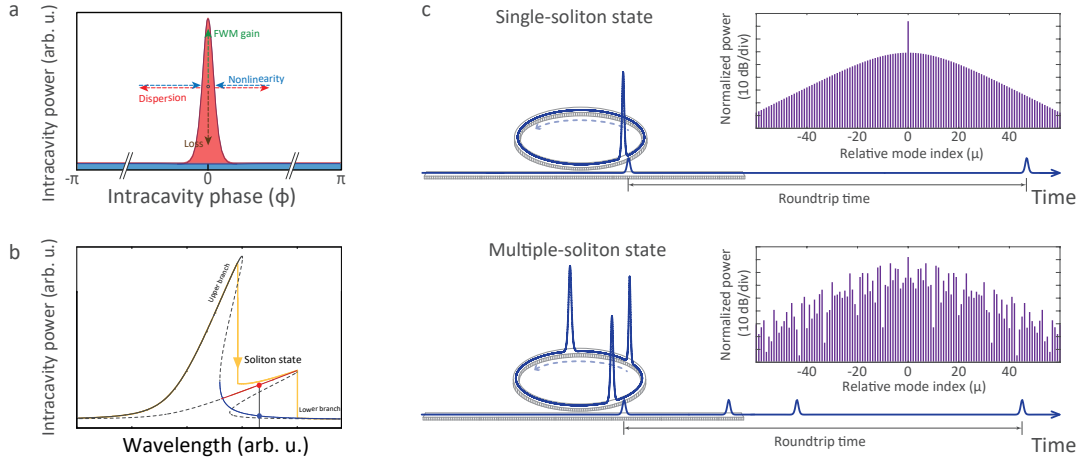 a
Intracavity power (arb. u.)
FWM gain
Nonlinearity
Dispersion
Loss
-π
0
π
Intracavity phase (ϕ)
b
Intracavity power (arb. u.)
Upper branch
Soliton state
Lower branch
Wavelength (arb. u.)
c
Single-soliton state
Normalized power
(10 dB/div)
-40
-20
0
20
40
Relative mode index (μ)
Roundtrip time
Time
Multiple-soliton state
Normalized power
(10 dB/div)
-40
-20
0
20
40
Relative mode index (μ)
Roundtrip time
Time